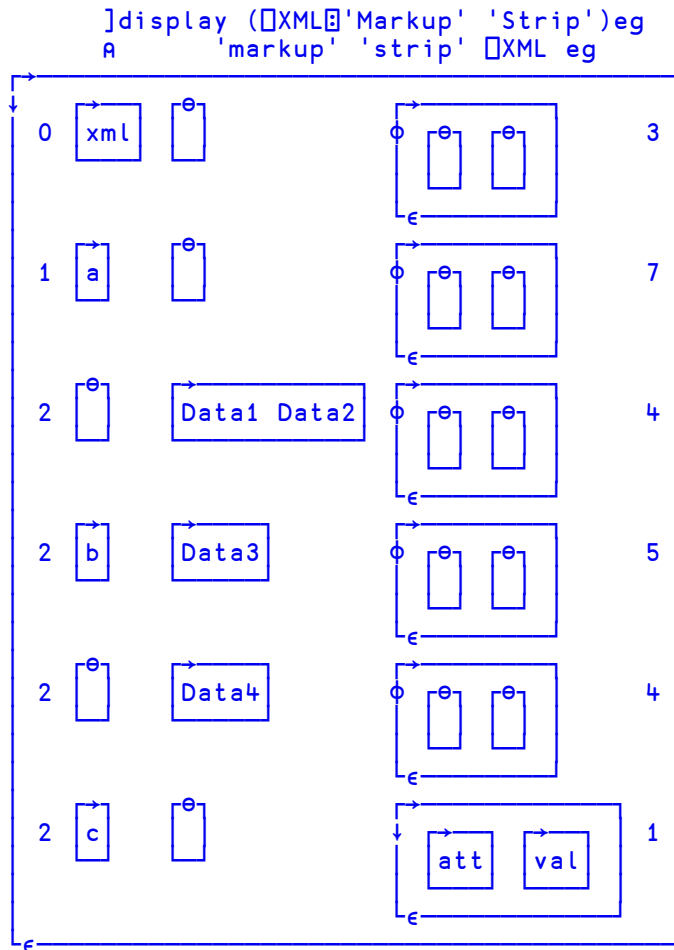 ]display (⎕XML⍠'Markup' 'Strip')eg
⍝ 'markup' 'strip' ⎕XML eg
┌→──────────────────────────────────────
↓ ┌→──┐ ┌⊖┐ ┌→────────┐
│ 0 │xml│ │ │ ⌽ ┌⊖┐ ┌⊖┐ │ 3
│ └───┘ └─┘ │ │ │ │ │ │
│ │ └─┘ └─┘ │
│ └∊────────┘
│ ┌→┐ ┌⊖┐ ┌→────────┐
│ 1 │a│ │ │ ⌽ ┌⊖┐ ┌⊖┐ │ 7
│ └─┘ └─┘ │ │ │ │ │ │
│ │ └─┘ └─┘ │
│ └∊────────┘
│ ┌⊖┐ ┌→──────────┐ ┌→────────┐
│ 2 │ │ │Data1 Data2│ ⌽ ┌⊖┐ ┌⊖┐ │ 4
│ └─┘ └───────────┘ │ │ │ │ │ │
│ │ └─┘ └─┘ │
│ └∊────────┘
│ ┌→┐ ┌→────┐ ┌→────────┐
│ 2 │b│ │Data3│ ⌽ ┌⊖┐ ┌⊖┐ │ 5
│ └─┘ └─────┘ │ │ │ │ │ │
│ │ └─┘ └─┘ │
│ └∊────────┘
│ ┌⊖┐ ┌→────┐ ┌→────────┐
│ 2 │ │ │Data4│ ⌽ ┌⊖┐ ┌⊖┐ │ 4
│ └─┘ └─────┘ │ │ │ │ │ │
│ │ └─┘ └─┘ │
│ └∊────────┘
│ ┌→┐ ┌⊖┐ ┌→────────────┐
│ 2 │c│ │ │ ↓ ┌→──┐ ┌→──┐ │ 1
│ └─┘ └─┘ │ │att│ │val│ │
│ │ └───┘ └───┘ │
│ └∊────────────┘
└∊──────────────────────────────────────